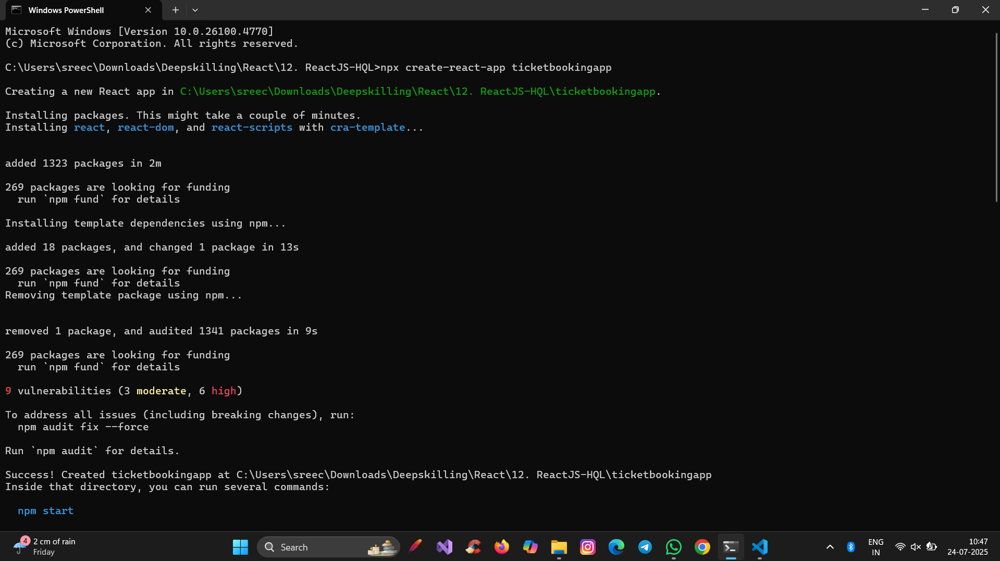 Windows PowerShell
Microsoft Windows [Version 10.0.26100.4770]
(c) Microsoft Corporation. All rights reserved.
C:\Users\sreec\Downloads\Deepskilling\React\12. ReactJS-HQL>npx create-react-app ticketbookingapp
Creating a new React app in C:\Users\sreec\Downloads\Deepskilling\React\12. ReactJS-HQL\ticketbookingapp.
Installing packages. This might take a couple of minutes.
Installing react, react-dom, and react-scripts with cra-template...
added 1323 packages in 2m
269 packages are looking for funding
  run `npm fund` for details
Installing template dependencies using npm...
added 18 packages, and changed 1 package in 13s
269 packages are looking for funding
  run `npm fund` for details
Removing template package using npm...
removed 1 package, and audited 1341 packages in 9s
269 packages are looking for funding
  run `npm fund` for details
9 vulnerabilities (3 moderate, 6 high)
To address all issues (including breaking changes), run:
  npm audit fix --force
Run `npm audit` for details.
Success! Created ticketbookingapp at C:\Users\sreec\Downloads\Deepskilling\React\12. ReactJS-HQL\ticketbookingapp
Inside that directory, you can run several commands:
  npm start
4
2 cm of rain
Friday
Search
ENG
IN
10:47
24-07-2025